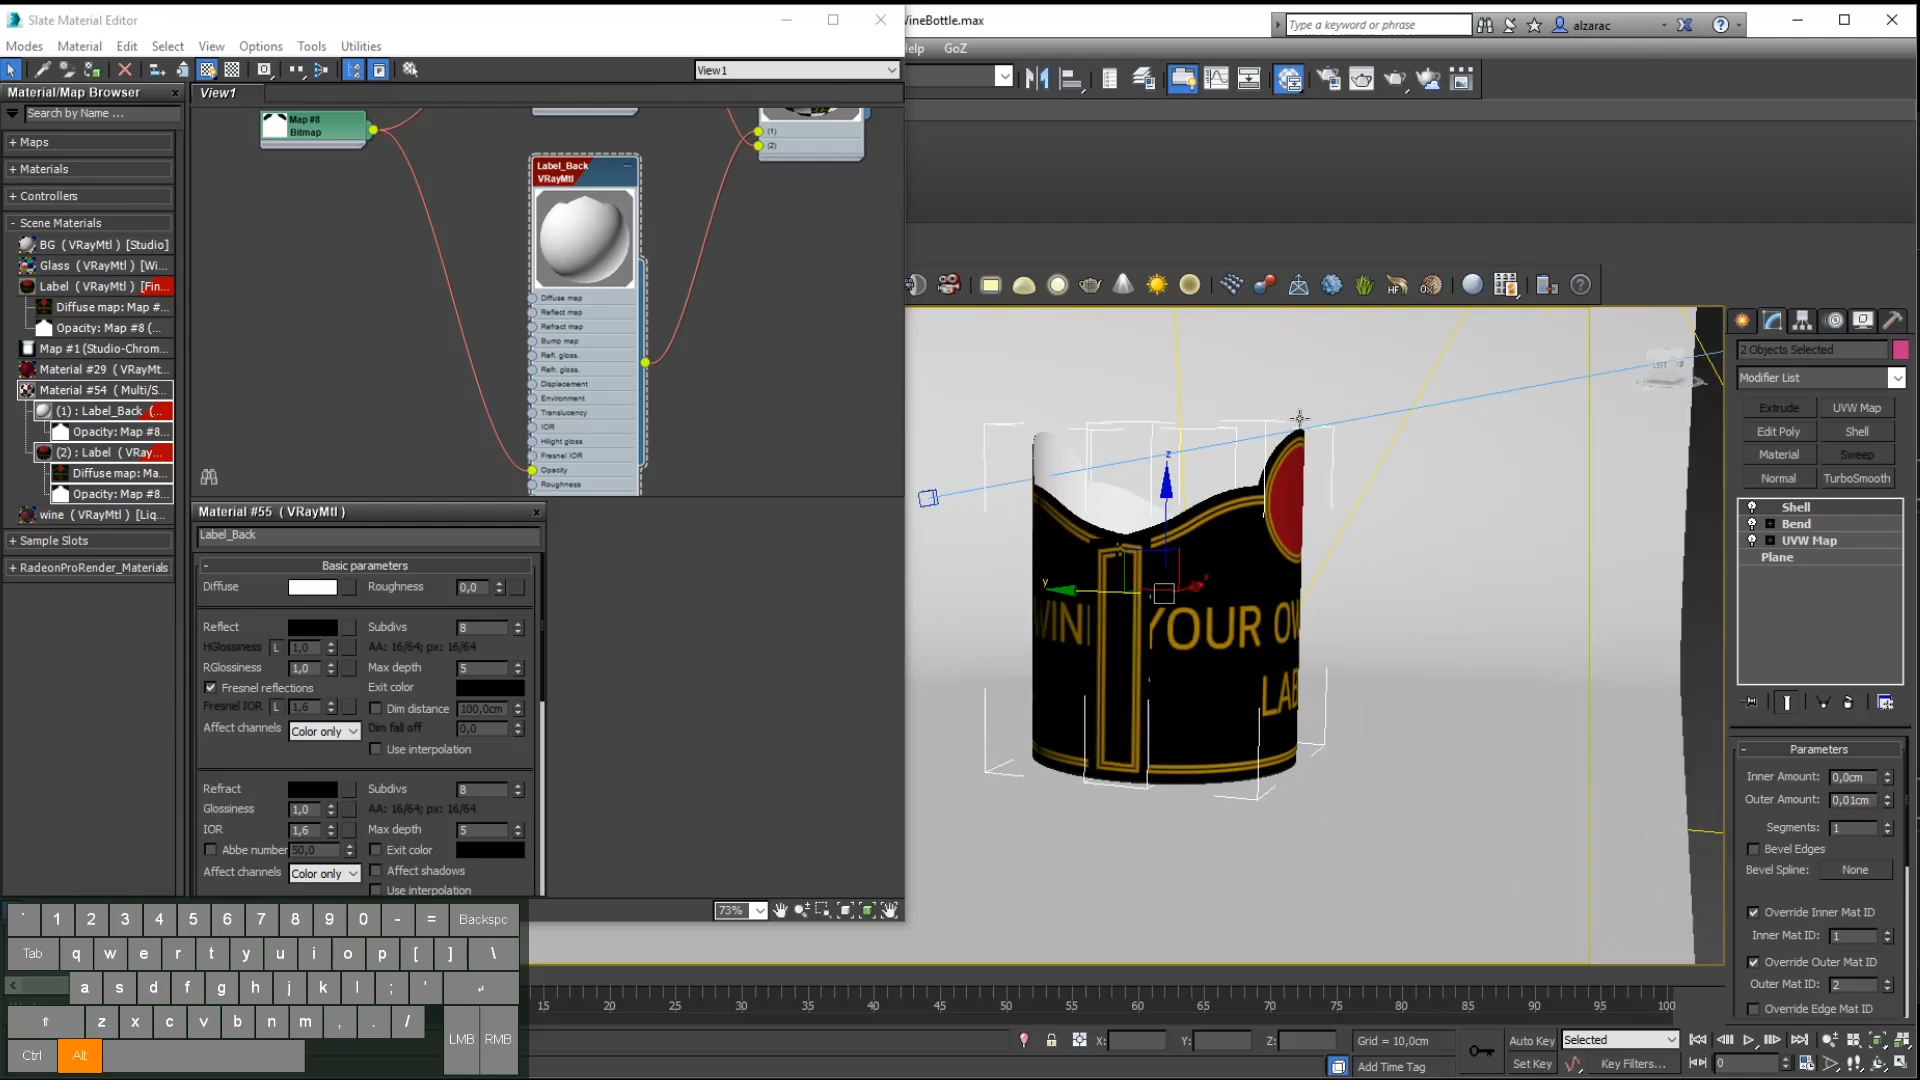 Slate Material Editor
WineBottle.max
Type a keyword or phrase
alzarac
Modes Material Edit Select View Options Tools Utilities
Help GoZ
View1
Material/Map Browser
View1
Search by Name ...
+ Maps
+ Materials
+ Controllers
- Scene Materials
BG ( VRayMtl ) [Studio]
Glass ( VRayMtl ) [Wi...
Label ( VRayMtl ) [Fin...
Diffuse map: Map #...
Opacity: Map #8 (...
Map #1 (Studio-Chrom...
Material #29 ( VRayMt...
Material #54 ( Multi/S...
(1) : Label_Back (...
Opacity: Map #8...
(2) : Label ( VRay...
Diffuse map: Ma...
Opacity: Map #8...
wine ( VRayMtl ) [Liq...
+ Sample Slots
+ RadeonProRender_Materials
Map #8
Bitmap
(1)
(2)
Label_Back
VRayMtl
Diffuse map
Reflect map
Refract map
Bump map
Refl. gloss.
Refr. gloss.
Displacement
Environment
Translucency
IOR
Hilight gloss
Fresnel IOR
Opacity
Roughness
Material #55 ( VRayMtl )
Label_Back
- Basic parameters
Diffuse Roughness 0,0
Reflect Subdivs 8
HGlossiness L 1,0 AA: 16/64; px: 16/64
RGlossiness 1,0 Max depth 5
Fresnel reflections Exit color
Fresnel IOR L 1,6 Dim distance 100,0cm
Affect channels Color only Dim fall off 0,0
Use interpolation
Refract Subdivs 8
Glossiness 1,0 AA: 16/64; px: 16/64
IOR 1,6 Max depth 5
Abbe number 50,0 Exit color
Affect channels Color only Affect shadows
Use interpolation
73%
HF
LEFT
z
y
x
WINE
YOUR OW
LAB
2 Objects Selected
Modifier List
Extrude UVW Map
Edit Poly Shell
Material Sweep
Normal TurboSmooth
Shell
Bend
UVW Map
Plane
- Parameters
Inner Amount: 0,0cm
Outer Amount: 0,01cm
Segments: 1
Bevel Edges
Bevel Spline: None
Override Inner Mat ID
Inner Mat ID: 1
Override Outer Mat ID
Outer Mat ID: 2
Override Edge Mat ID
` 1 2 3 4 5 6 7 8 9 0 - = Backspc
Tab q w e r t y u i o p [ ] \
< a s d f g h j k l ; '
z x c v b n m , . /
Ctrl Alt LMB RMB
15 20 25 30 35 40 45 50 55 60 65 70 75 80 85 90 95 100
X: Y: Z: Grid = 10,0cm
Auto Key Selected
Add Time Tag
Set Key Key Filters...
0